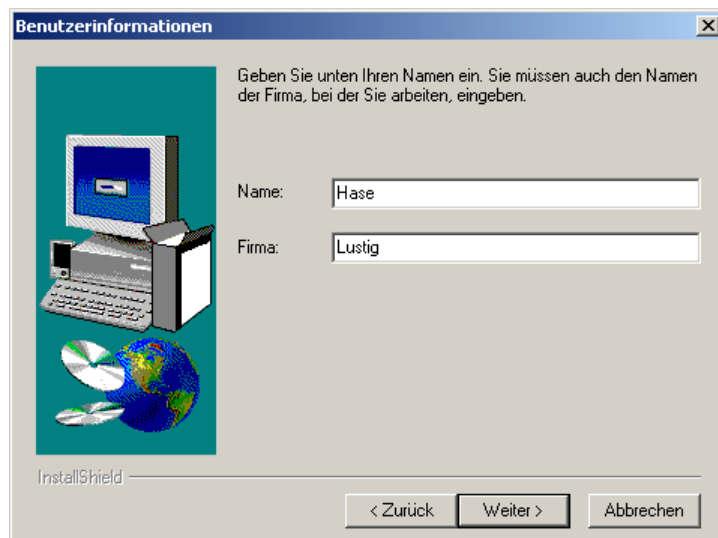 Benutzerinformationen
Geben Sie unten Ihren Namen ein. Sie müssen auch den Namen
der Firma, bei der Sie arbeiten, eingeben.
Name: Hase
Firma: Lustig
InstallShield
< Zurück Weiter > Abbrechen